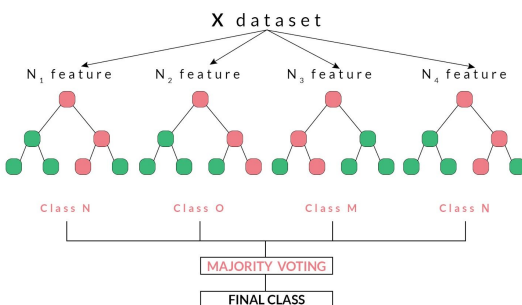 X dataset
N₁ feature N₂ feature N₃ feature N₄ feature
Class N Class O Class M Class N
MAJORITY VOTING
FINAL CLASS